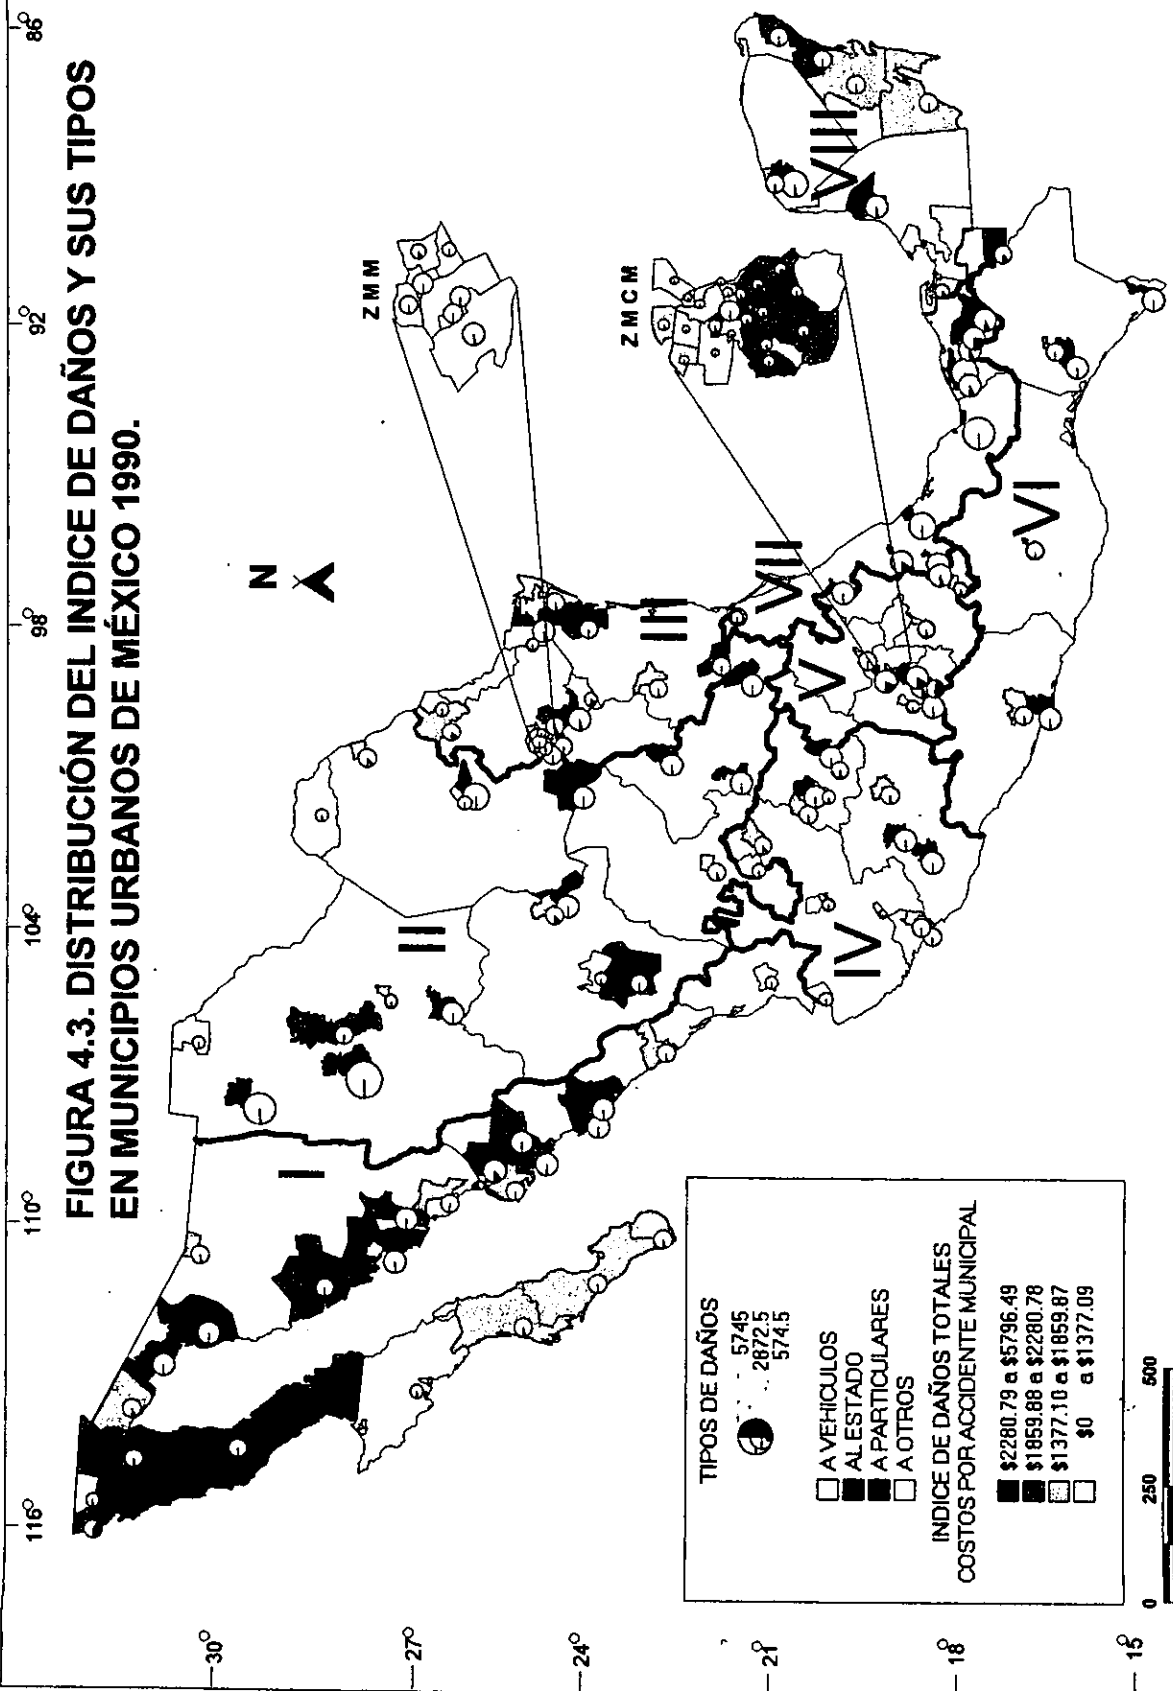 FIGURA 4.3. DISTRIBUCIÓN DEL INDICE DE DAÑOS Y SUS TIPOS
EN MUNICIPIOS URBANOS DE MÉXICO 1990.
116°
110°
104°
98°
92°
86°
30°
27°
24°
21°
18°
15°
N
ZMM
ZMCM
I
II
III
IV
V
VI
VII
VIII
TIPOS DE DAÑOS
5745
2872.5
574.5
A VEHICULOS
AL ESTADO
A PARTICULARES
A OTROS
INDICE DE DAÑOS TOTALES
COSTOS POR ACCIDENTE MUNICIPAL
$2280.79 a $5796.49
$1859.88 a $2280.78
$1377.10 a $1859.87
$0 a $1377.09
0 250 500